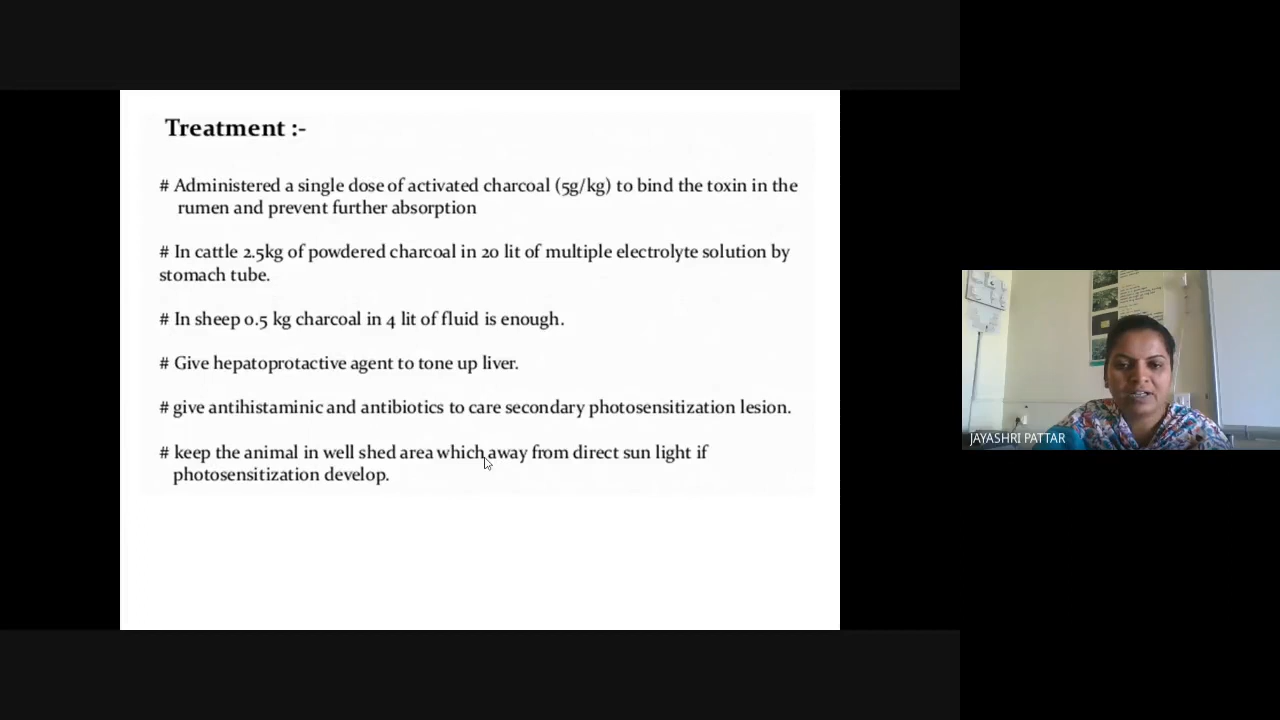 Treatment :-
# Administered a single dose of activated charcoal (5g/kg) to bind the toxin in the
rumen and prevent further absorption
# In cattle 2.5kg of powdered charcoal in 20 lit of multiple electrolyte solution by
stomach tube.
# In sheep 0.5 kg charcoal in 4 lit of fluid is enough.
# Give hepatoprotactive agent to tone up liver.
# give antihistaminic and antibiotics to care secondary photosensitization lesion.
# keep the animal in well shed area which away from direct sun light if
photosensitization develop.
JAYASHRI PATTAR